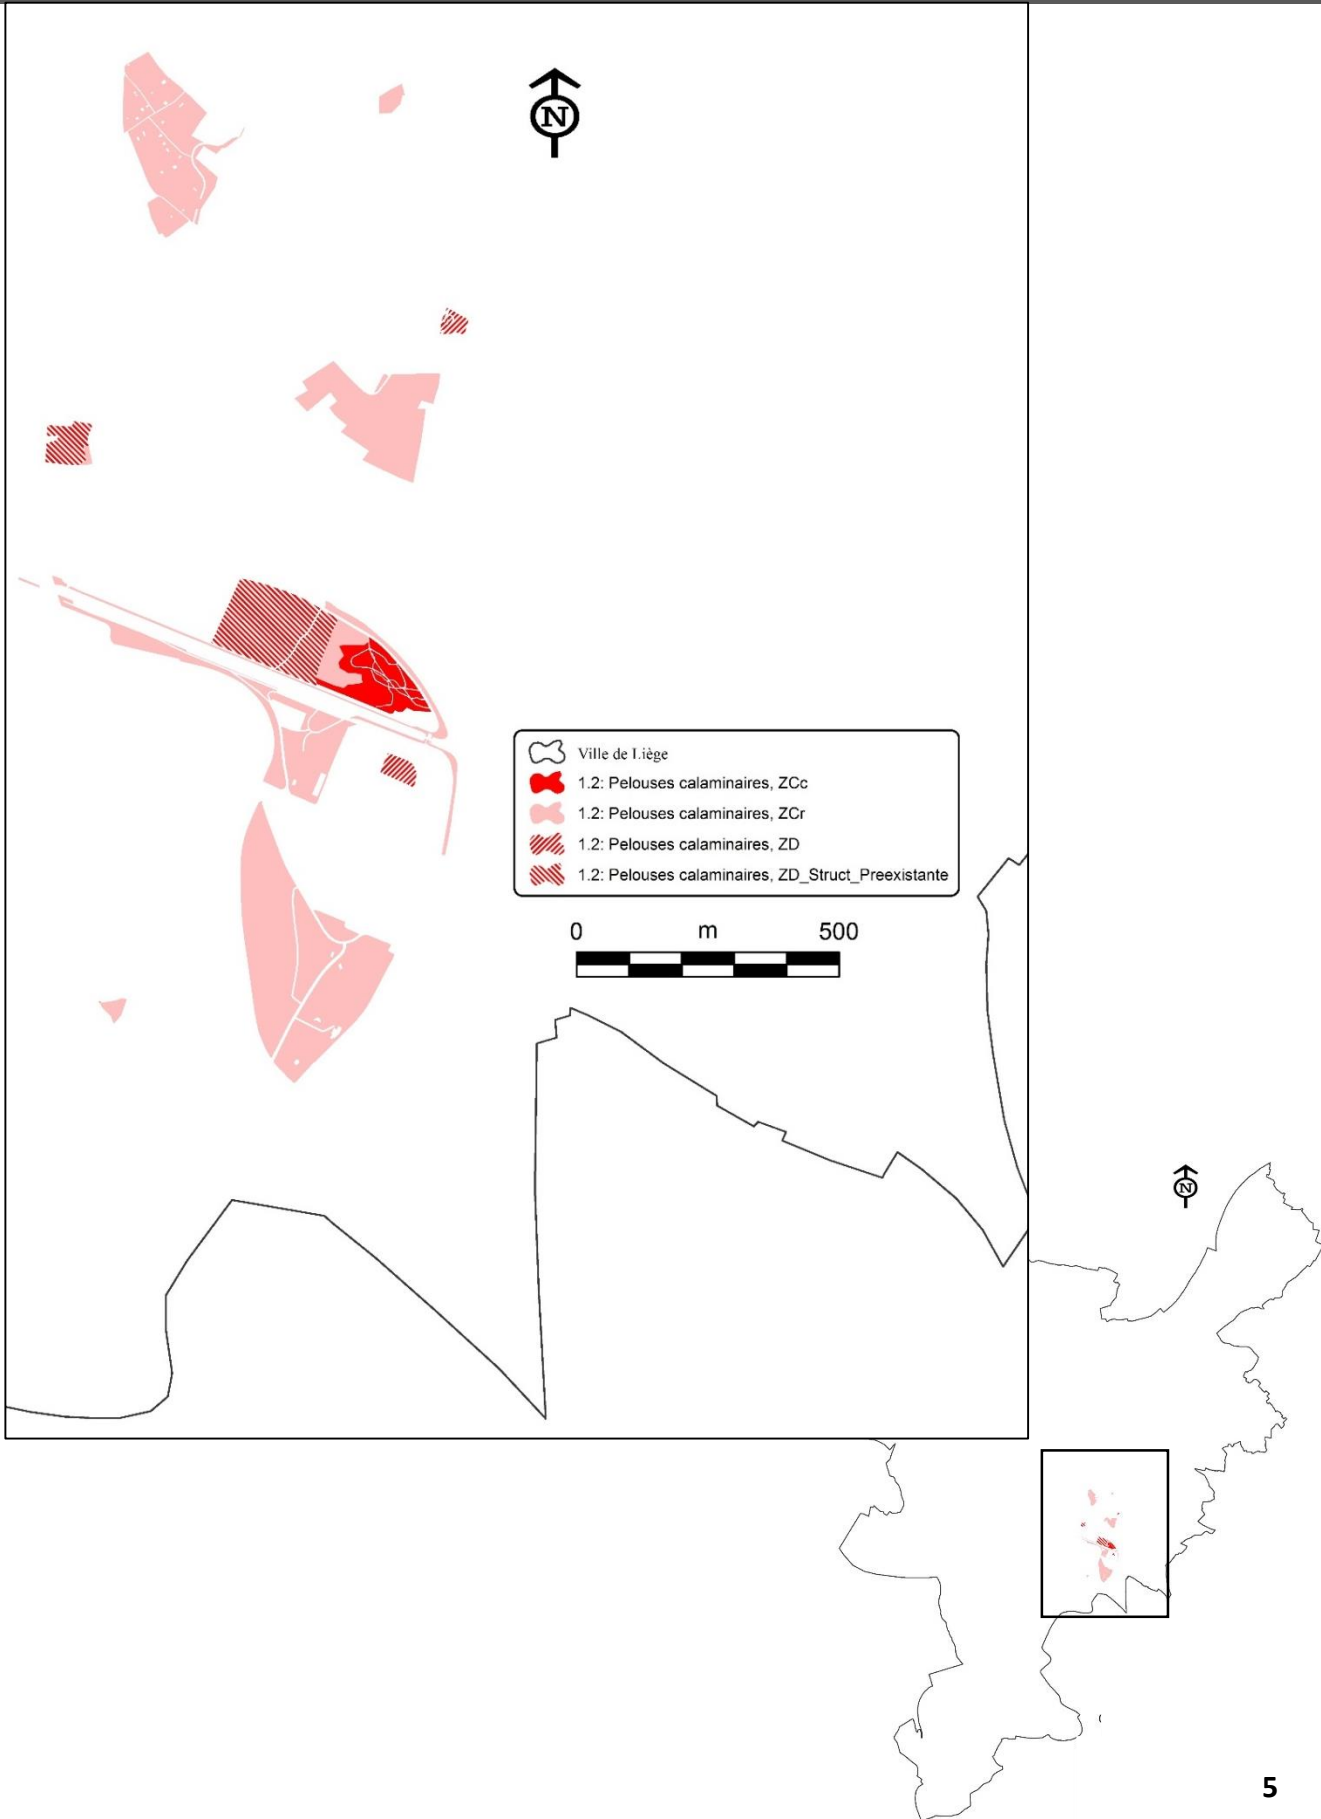 N
Ville de Liège
1.2: Pelouses calaminaires, ZCc
1.2: Pelouses calaminaires, ZCr
1.2: Pelouses calaminaires, ZD
1.2: Pelouses calaminaires, ZD_Struct_Preexistante
0 m 500
N
5